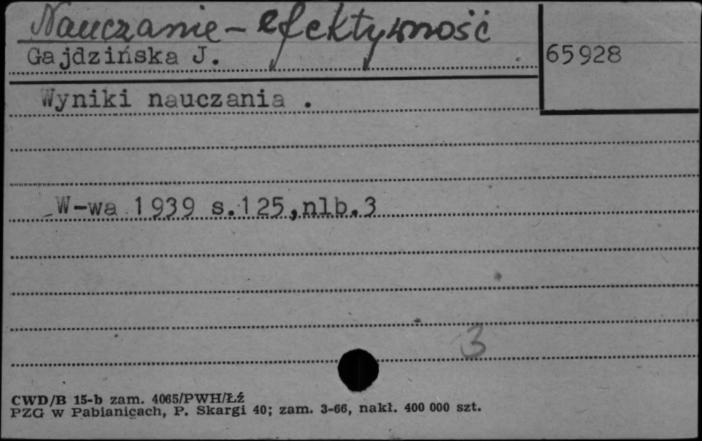 Nauczanie - efektywność
Gajdzińska J.
65928
Wyniki nauczania .
W-wa 1939 s.125,nlb.3
3
CWD/B 15-b zam. 4065/PWH/Łź
PZG w Pabianicach, P. Skargi 40; zam. 3-66, nakł. 400 000 szt.